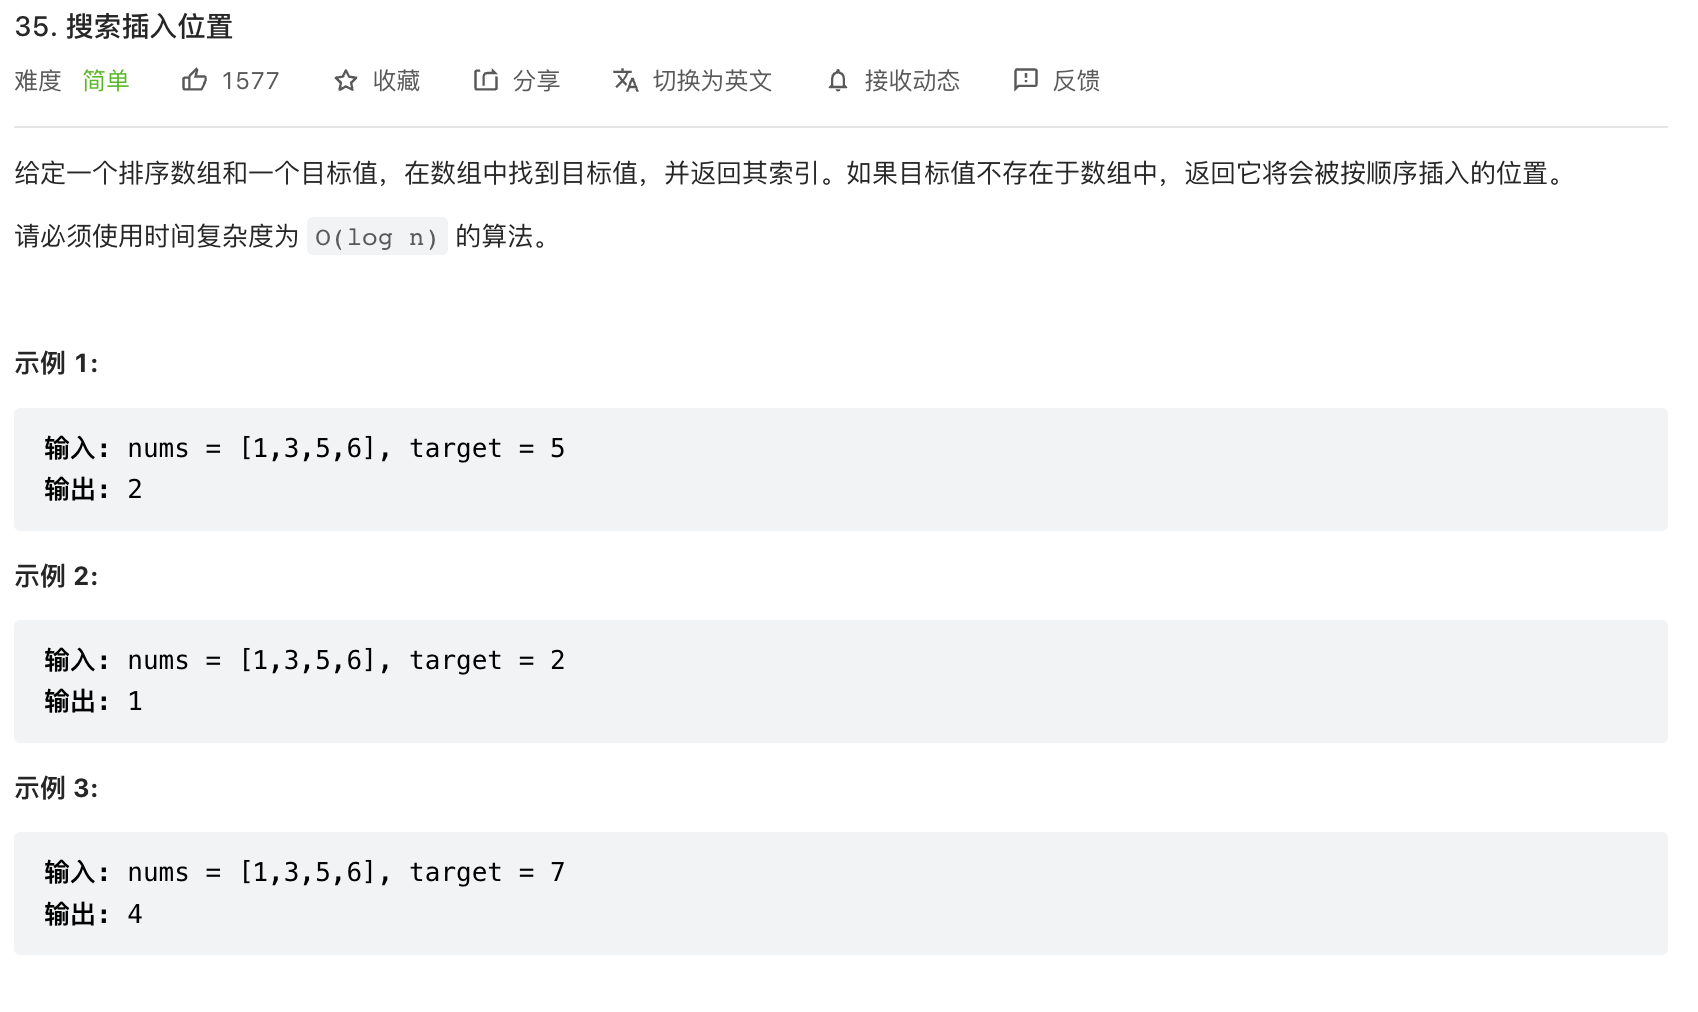 35. 搜索插入位置
难度 简单 1577 收藏 分享 切换为英文 接收动态 反馈
给定一个排序数组和一个目标值，在数组中找到目标值，并返回其索引。如果目标值不存在于数组中，返回它将会被按顺序插入的位置。
请必须使用时间复杂度为 O(log n) 的算法。
示例 1:
输入: nums = [1,3,5,6], target = 5
输出: 2
示例 2:
输入: nums = [1,3,5,6], target = 2
输出: 1
示例 3:
输入: nums = [1,3,5,6], target = 7
输出: 4